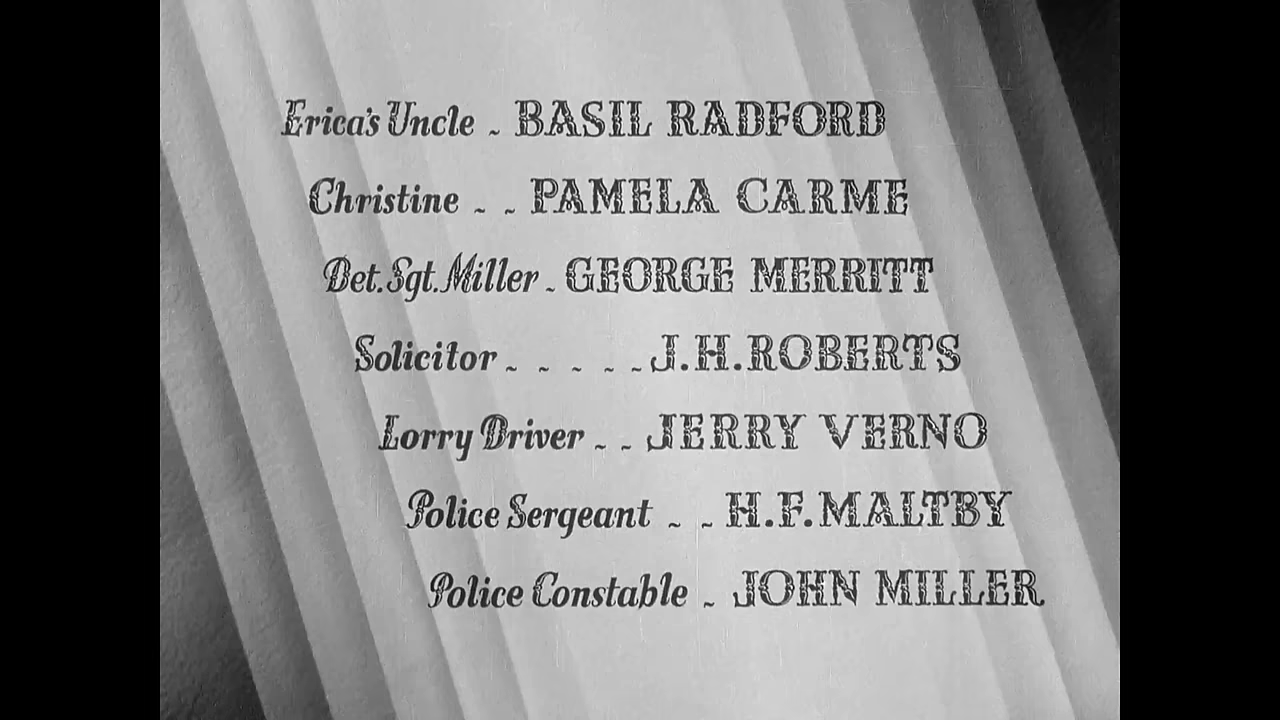 Erica's Uncle - BASIL RADFORD
Christine - - PAMELA CARME
Det. Sgt. Miller - GEORGE MERRITT
Solicitor - - - - - J.H. ROBERTS
Lorry Driver - - JERRY VERNO
Police Sergeant - - H.F. MALTBY
Police Constable - JOHN MILLER